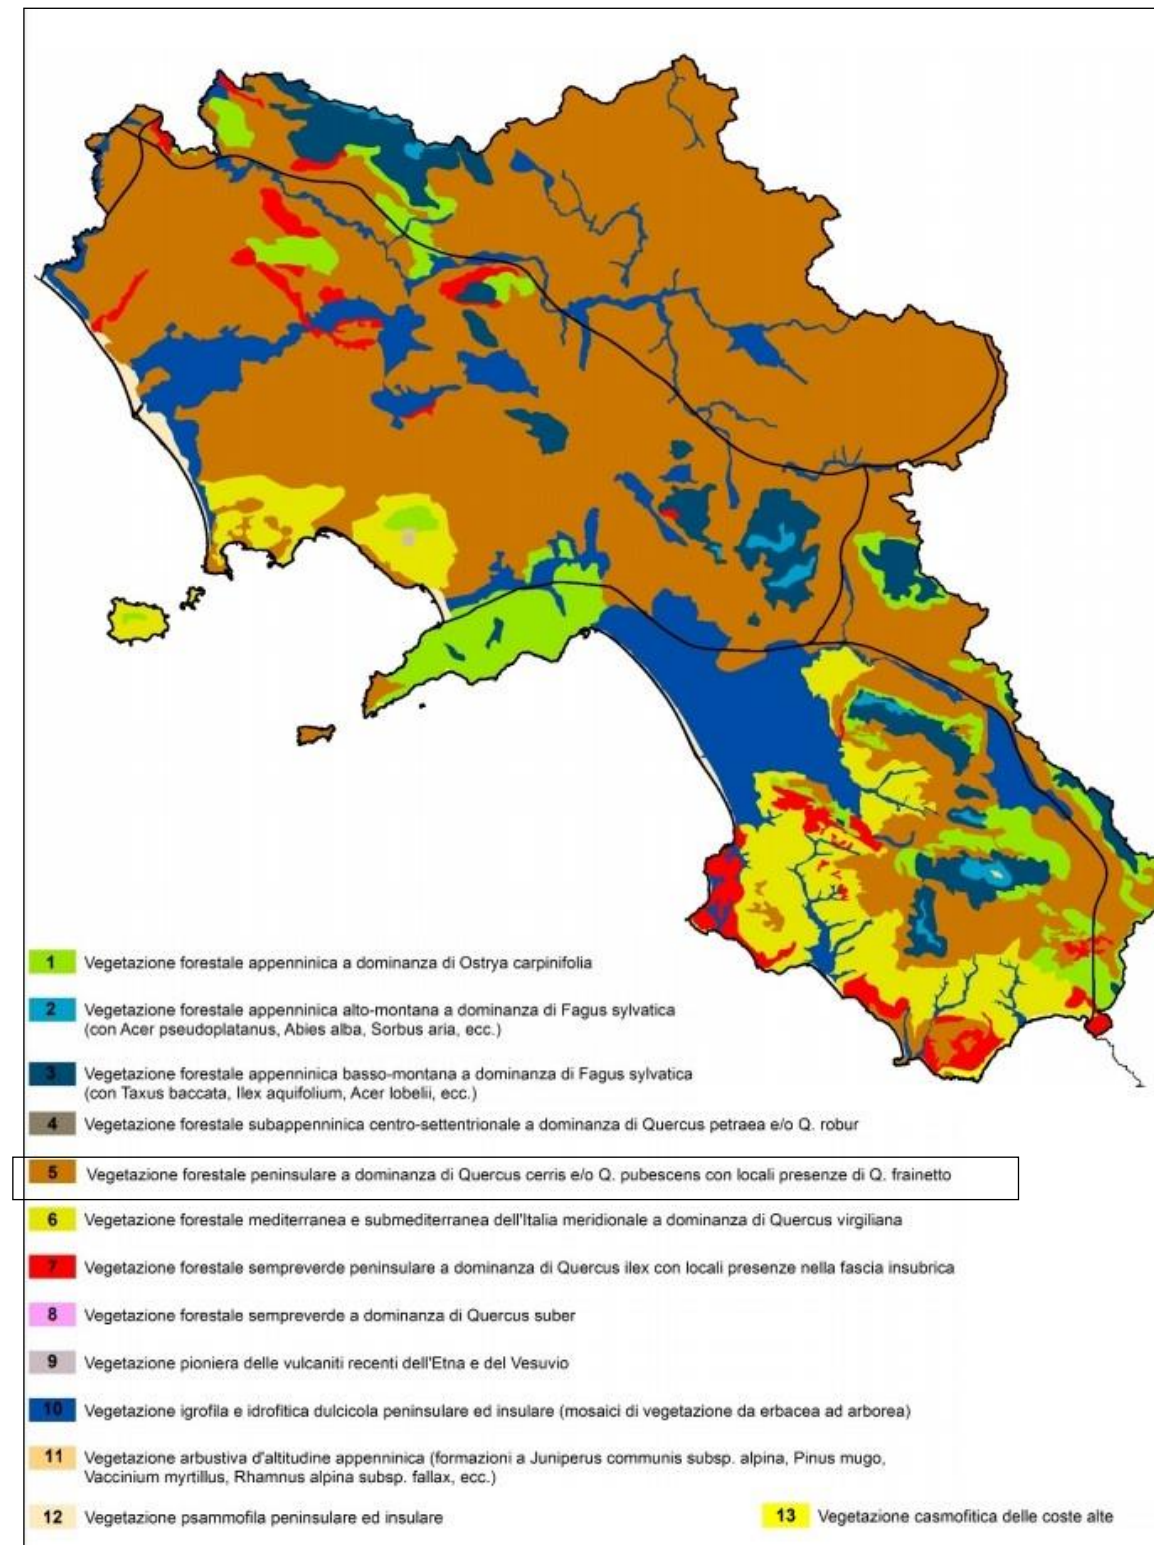 1 Vegetazione forestale appenninica a dominanza di Ostrya carpinifolia
2 Vegetazione forestale appenninica alto-montana a dominanza di Fagus sylvatica
(con Acer pseudoplatanus, Abies alba, Sorbus aria, ecc.)
3 Vegetazione forestale appenninica basso-montana a dominanza di Fagus sylvatica
(con Taxus baccata, Ilex aquifolium, Acer lobelii, ecc.)
4 Vegetazione forestale subappenninica centro-settentrionale a dominanza di Quercus petraea e/o Q. robur
5 Vegetazione forestale peninsulare a dominanza di Quercus cerris e/o Q. pubescens con locali presenze di Q. frainetto
6 Vegetazione forestale mediterranea e submediterranea dell'Italia meridionale a dominanza di Quercus virgiliana
7 Vegetazione forestale sempreverde peninsulare a dominanza di Quercus ilex con locali presenze nella fascia insubrica
8 Vegetazione forestale sempreverde a dominanza di Quercus suber
9 Vegetazione pioniera delle vulcaniti recenti dell'Etna e del Vesuvio
10 Vegetazione igrofila e idrofitica dulcicola peninsulare ed insulare (mosaici di vegetazione da erbacea ad arborea)
11 Vegetazione arbustiva d'altitudine appenninica (formazioni a Juniperus communis subsp. alpina, Pinus mugo,
Vaccinium myrtillus, Rhamnus alpina subsp. fallax, ecc.)
12 Vegetazione psammofila peninsulare ed insulare
13 Vegetazione casmofitica delle coste alte